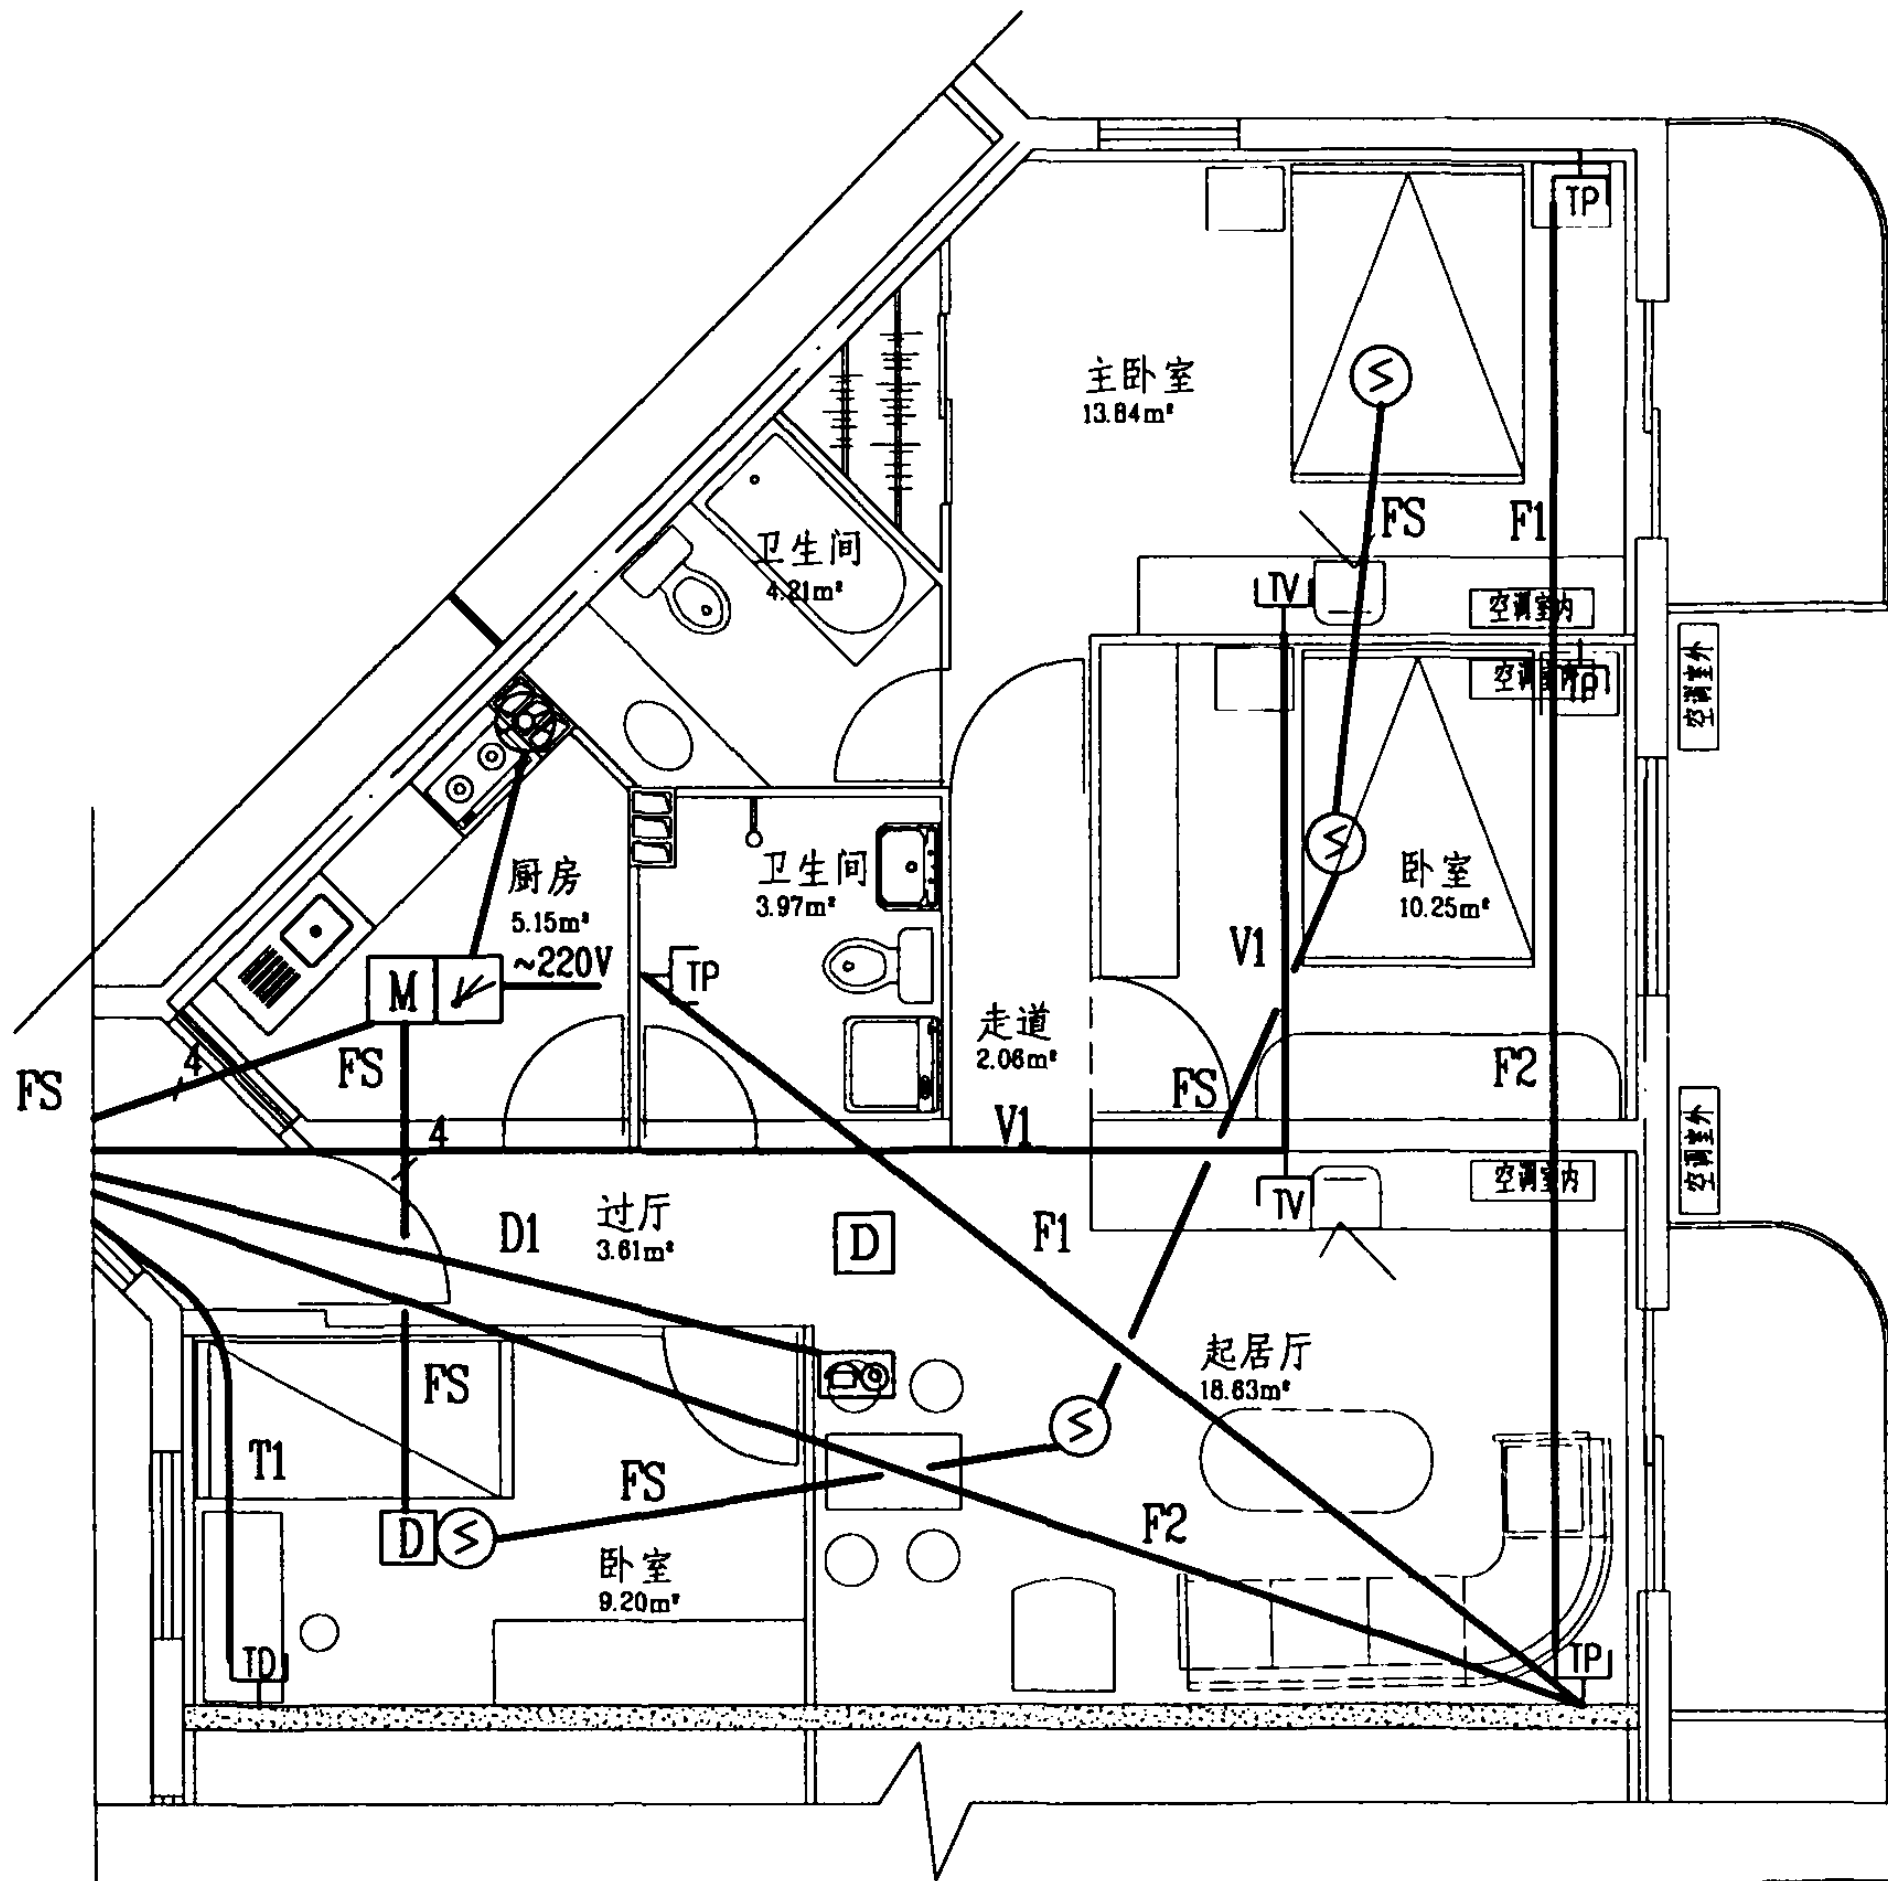 TP
主卧室
13.84m²
FS
F1
卫生间
4.21m²
TV
空调室内
空调室内
TP
空调室外
厨房
5.15m²
~220V
卫生间
3.97m²
卧室
10.25m²
V1
M
TP
走道
2.06m²
FS
4
FS
FS
F2
4
V1
空调室外
空调室内
TV
D1
过厅
3.61m²
D
F1
起居厅
18.63m²
FS
T1
FS
F2
D
卧室
9.20m²
TD
TP